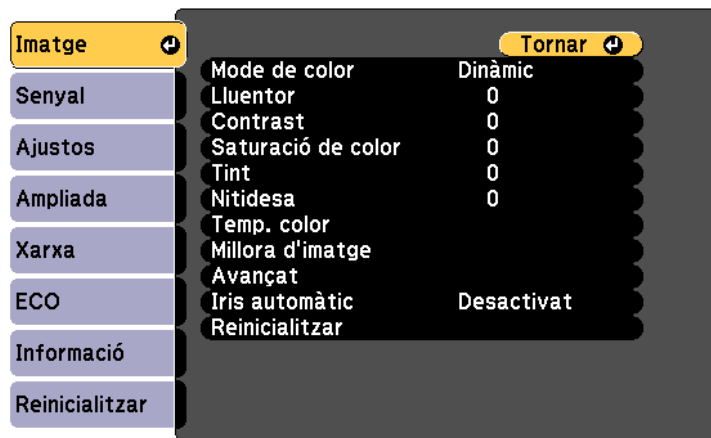 Imatge
Senyal
Ajustos
Ampliada
Xarxa
ECO
Informació
Reinicialitzar
Tornar
Mode de color Dinàmic
Lluentor 0
Contrast 0
Saturació de color 0
Tint 0
Nitidesa 0
Temp. color
Millora d'imatge
Avançat
Iris automàtic Desactivat
Reinicialitzar